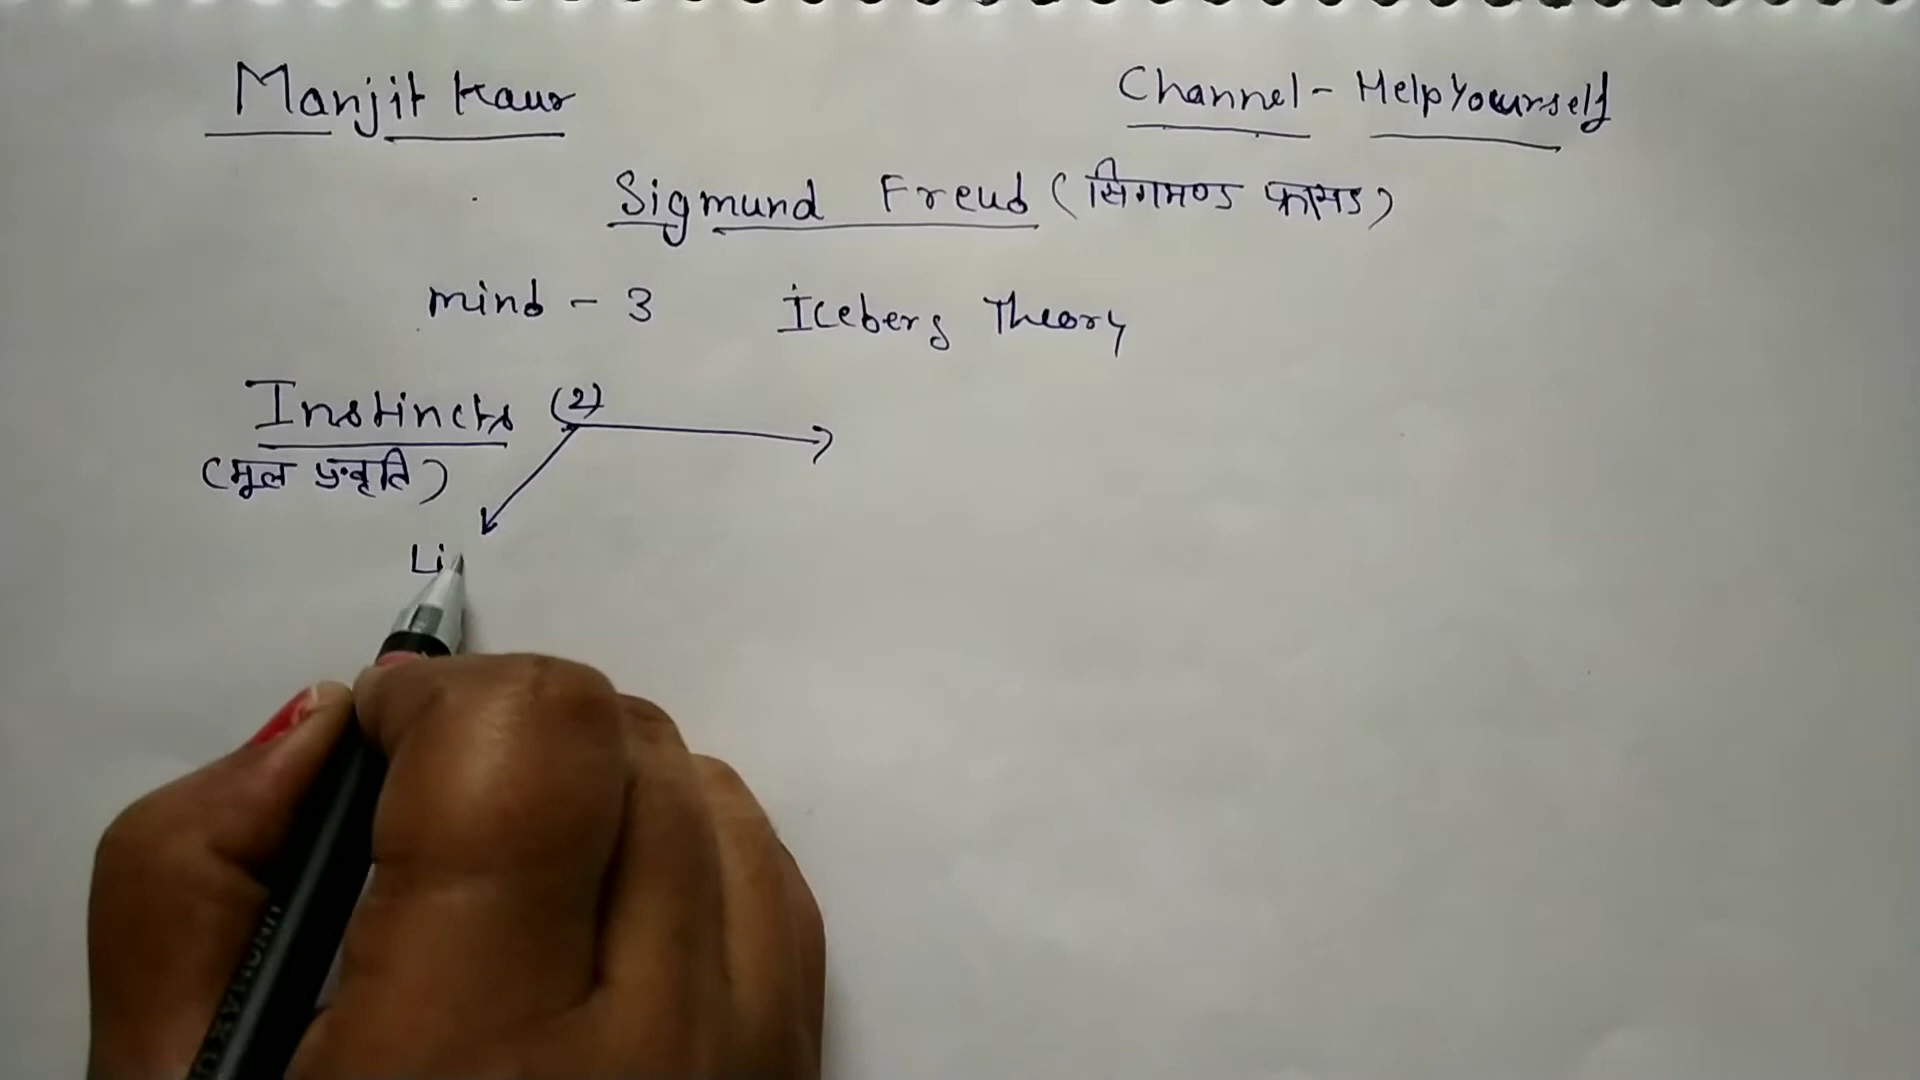 Manjit Kaur
Channel - HelpYourself
Sigmund Freud (सिगमण्ड फ्रायड)
mind - 3 Iceberg Theory
Instincts (2)
(मूल प्रवृति)
Li